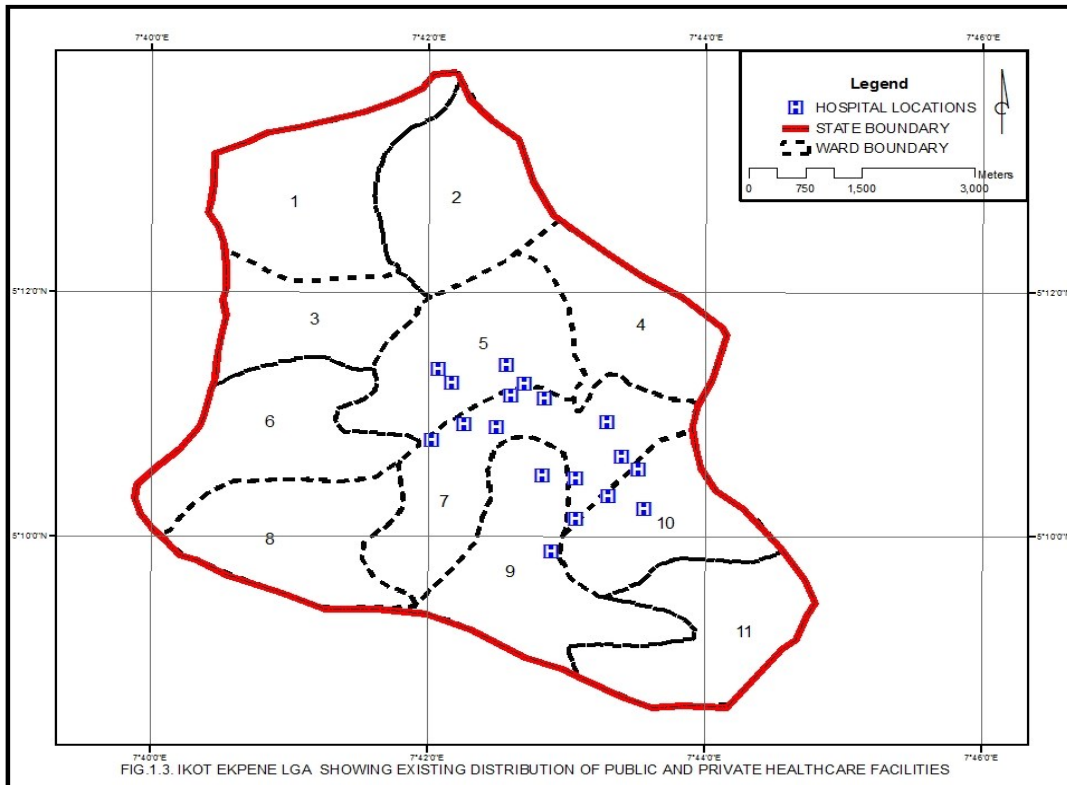 7°40'0"E 7°42'0"E 7°44'0"E 7°46'0"E
Legend
H HOSPITAL LOCATIONS
STATE BOUNDARY
WARD BOUNDARY
Meters
0 750 1,500 3,000
1
2
5°12'0"N 5°12'0"N
3
4
5
6
H H
H H
H H
H H H
H
H H
7
H H
H H
H H
10
8
5°10'0"N 5°10'0"N
H
9
11
7°40'0"E 7°42'0"E 7°44'0"E 7°46'0"E
FIG.1.3. IKOT EKPENE LGA SHOWING EXISTING DISTRIBUTION OF PUBLIC AND PRIVATE HEALTHCARE FACILITIES